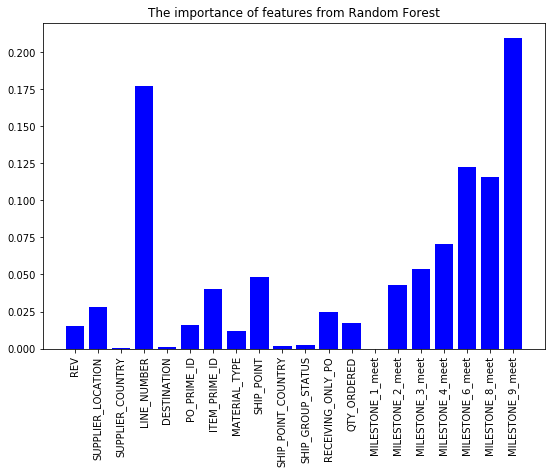 The importance of features from Random Forest
0.200
0.175
0.150
0.125
0.100
0.075
0.050
0.025
0.000
REV
SUPPLIER_LOCATION
SUPPLIER_COUNTRY
LINE_NUMBER
DESTINATION
PO_PRIME_ID
ITEM_PRIME_ID
MATERIAL_TYPE
SHIP_POINT
SHIP_POINT_COUNTRY
SHIP_GROUP_STATUS
RECEIVING_ONLY_PO
QTY_ORDERED
MILESTONE_1_meet
MILESTONE_2_meet
MILESTONE_3_meet
MILESTONE_4_meet
MILESTONE_6_meet
MILESTONE_8_meet
MILESTONE_9_meet